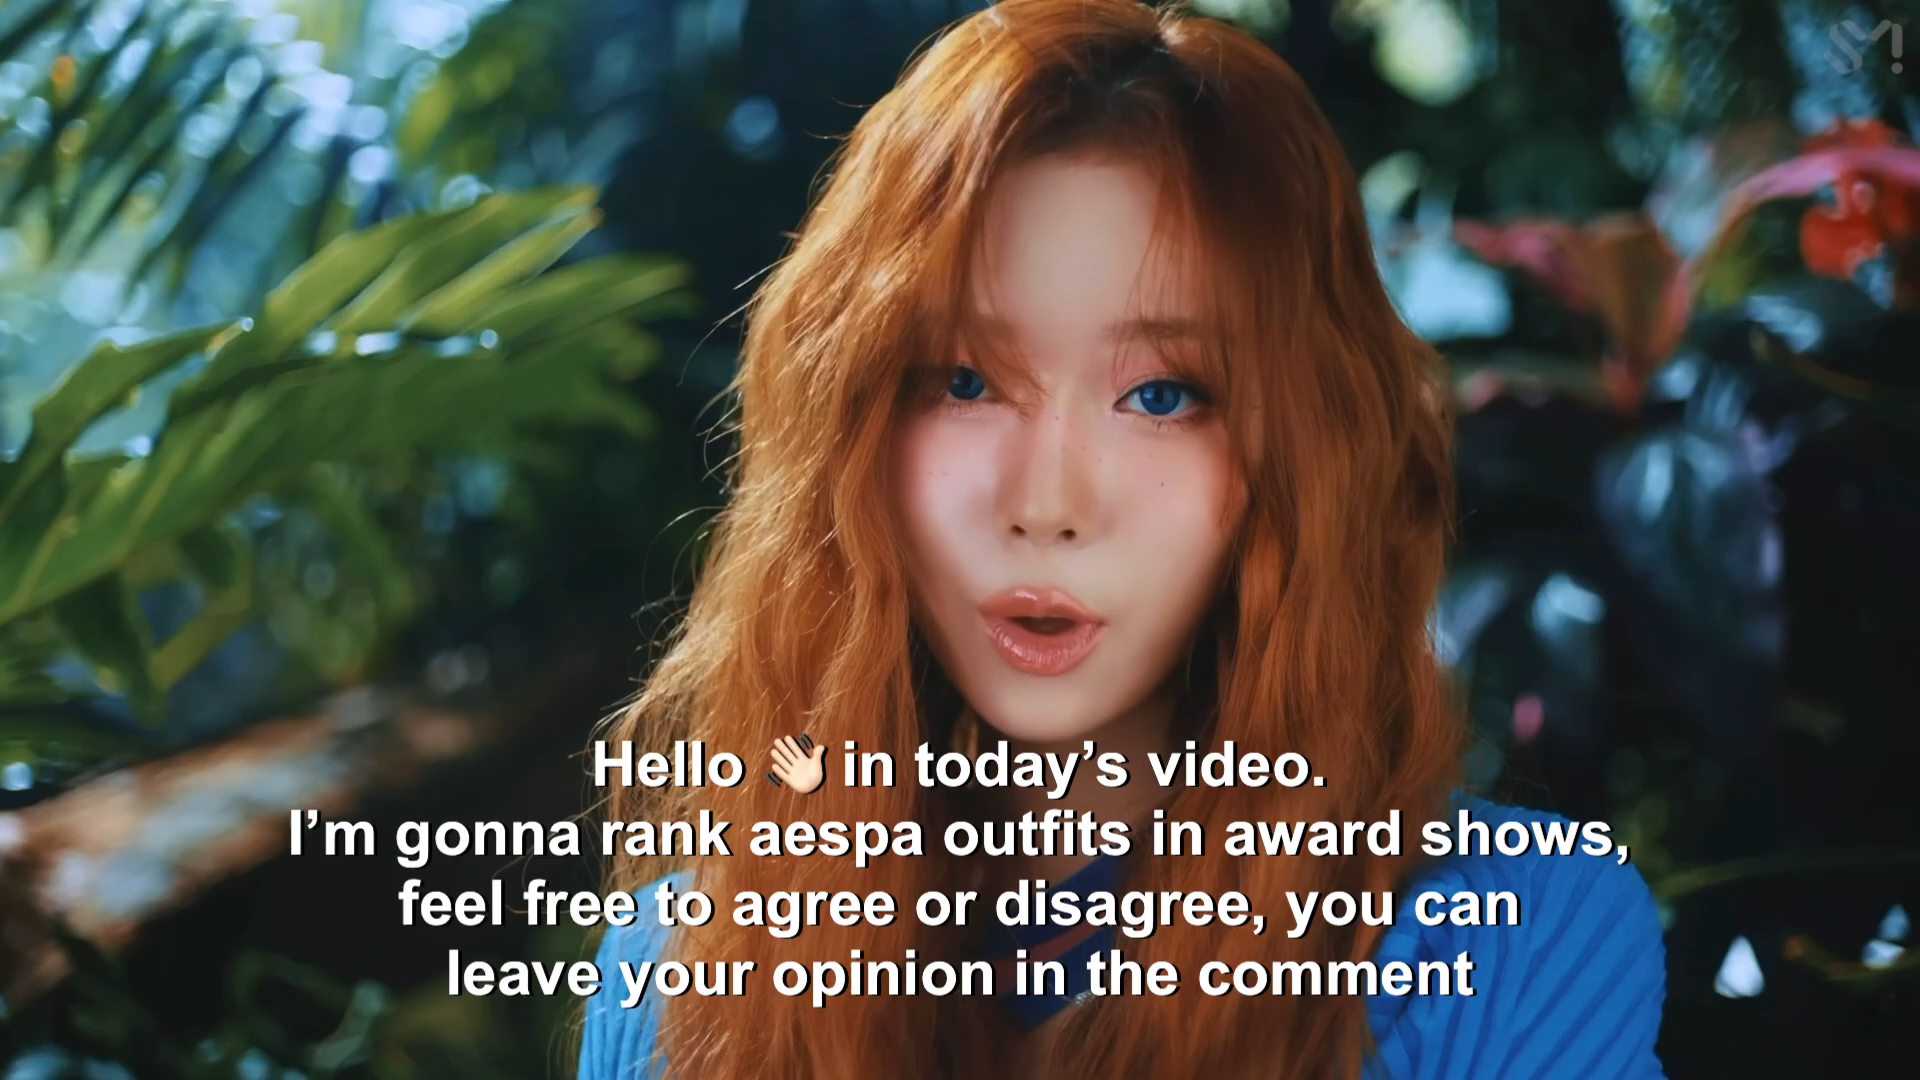 SM!
Hello 👋🏻 in today’s video.
I’m gonna rank aespa outfits in award shows,
feel free to agree or disagree, you can
leave your opinion in the comment